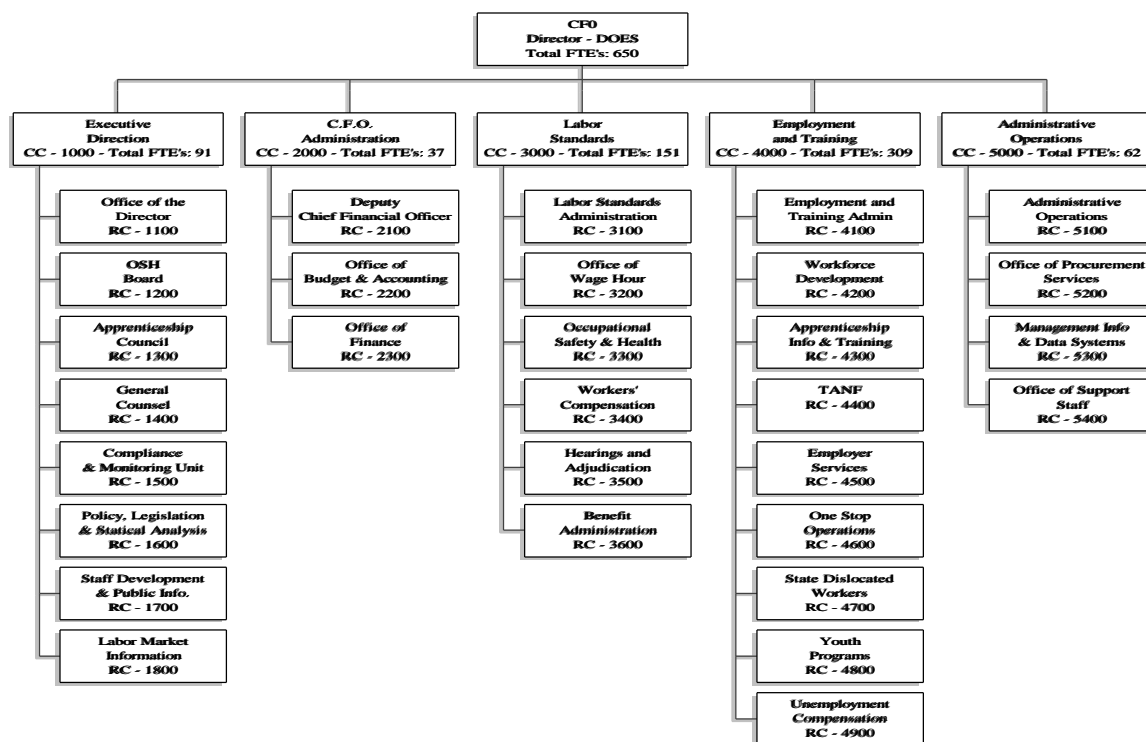 CF0
Director - DOES
Total FTE's: 650
Executive
Direction
CC - 1000 - Total FTE's: 91
C.F.O.
Administration
CC - 2000 - Total FTE's: 37
Labor
Standards
CC - 3000 - Total FTE's: 151
Employment
and Training
CC - 4000 - Total FTE's: 309
Administrative
Operations
CC - 5000 - Total FTE's: 62
Office of the
Director
RC - 1100
OSH
Board
RC - 1200
Apprenticeship
Council
RC - 1300
General
Counsel
RC - 1400
Compliance
& Monitoring Unit
RC - 1500
Policy, Legislation
& Statical Analysis
RC - 1600
Staff Development
& Public Info.
RC - 1700
Labor Market
Information
RC - 1800
Deputy
Chief Financial Officer
RC - 2100
Office of
Budget & Accounting
RC - 2200
Office of
Finance
RC - 2300
Labor Standards
Administration
RC - 3100
Office of
Wage Hour
RC - 3200
Occupational
Safety & Health
RC - 3300
Workers'
Compensation
RC - 3400
Hearings and
Adjudication
RC - 3500
Benefit
Administration
RC - 3600
Employment and
Training Admin
RC - 4100
Workforce
Development
RC - 4200
Apprenticeship
Info & Training
RC - 4300
TANF
RC - 4400
Employer
Services
RC - 4500
One Stop
Operations
RC - 4600
State Dislocated
Workers
RC - 4700
Youth
Programs
RC - 4800
Unemployment
Compensation
RC - 4900
Administrative
Operations
RC - 5100
Office of Procurement
Services
RC - 5200
Management Info
& Data Systems
RC - 5300
Office of Support
Staff
RC - 5400